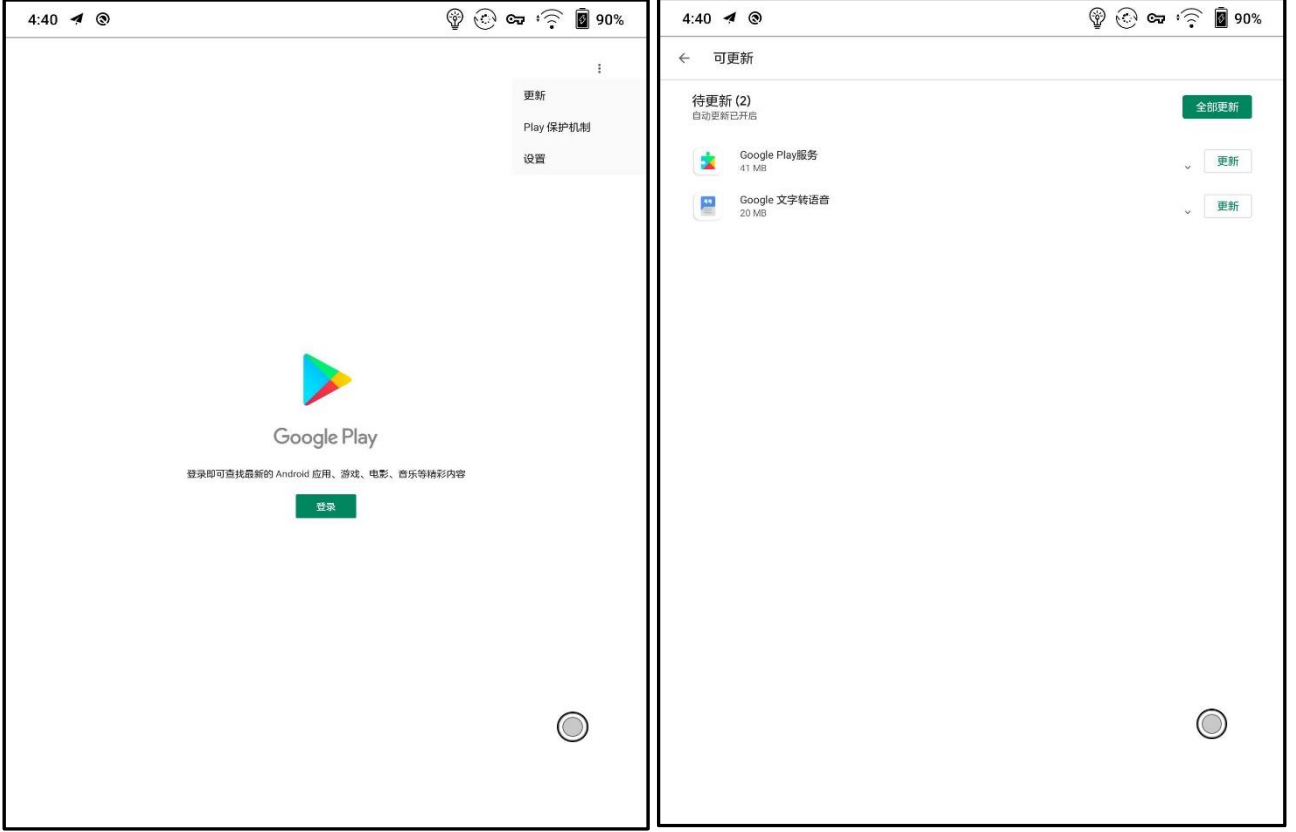 4:40
90%
更新
Play 保护机制
设置
Google Play
登录即可查找最新的 Android 应用、游戏、电影、音乐等精彩内容
登录
4:40
90%
可更新
待更新 (2)
自动更新已开启
全部更新
Google Play服务
41 MB
更新
Google 文字转语音
20 MB
更新